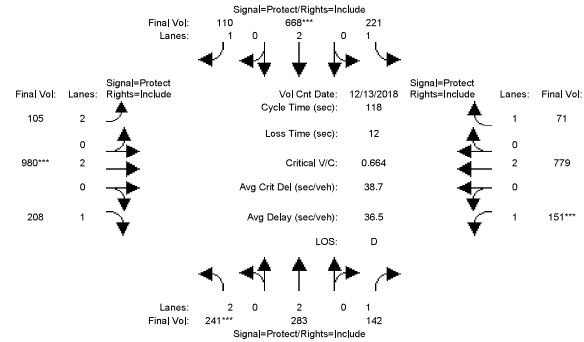 Signal=Protect/Rights=Include
Final Vol: 110 668*** 221
Lanes: 1 0 2 0 1
Signal=Protect Signal=Protect
Final Vol: Lanes: Rights=Include Vol Cnt Date: 12/13/2018 Rights=Include Lanes: Final Vol:
Cycle Time (sec): 118
105 2 1 71
Loss Time (sec): 12
0 0
980*** 2 Critical V/C: 0.664 2 779
0 Avg Crit Del (sec/veh): 38.7 0
208 1 Avg Delay (sec/veh): 36.5 1 151***
LOS: D
Lanes: 2 0 2 0 1
Final Vol: 241*** 283 142
Signal=Protect/Rights=Include